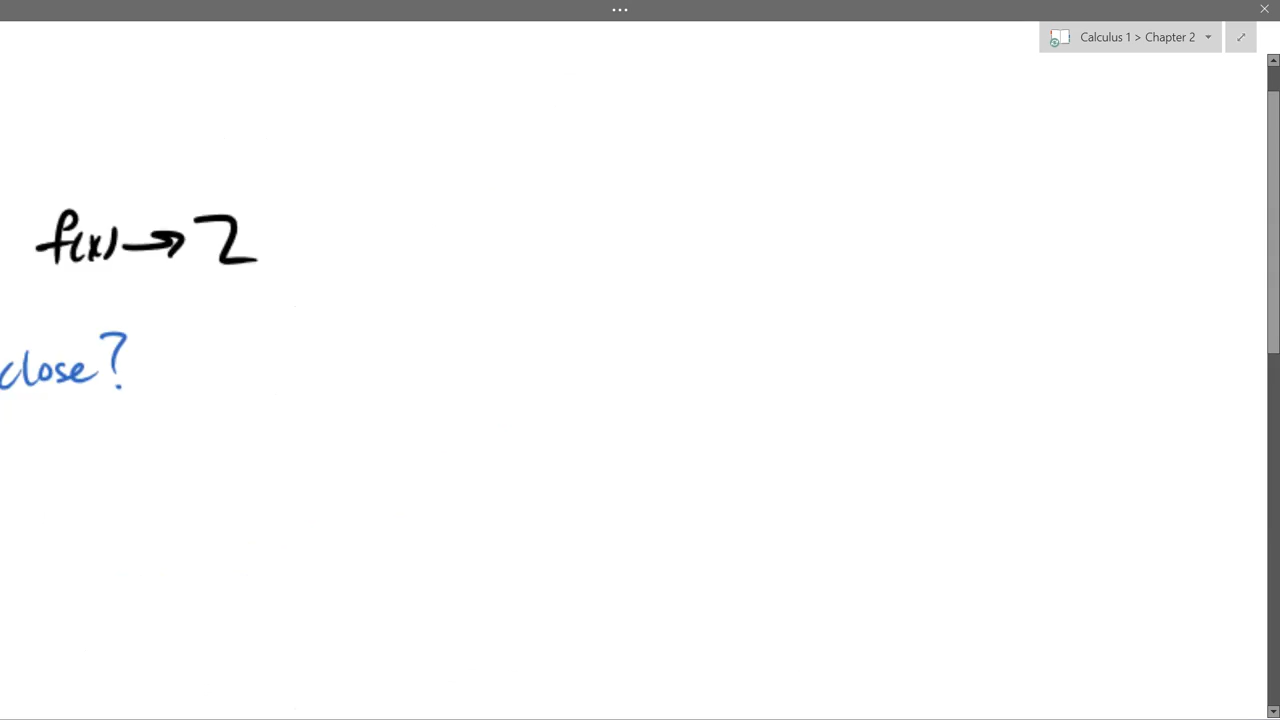 Calculus 1 > Chapter 2
f(x) → 2
close?